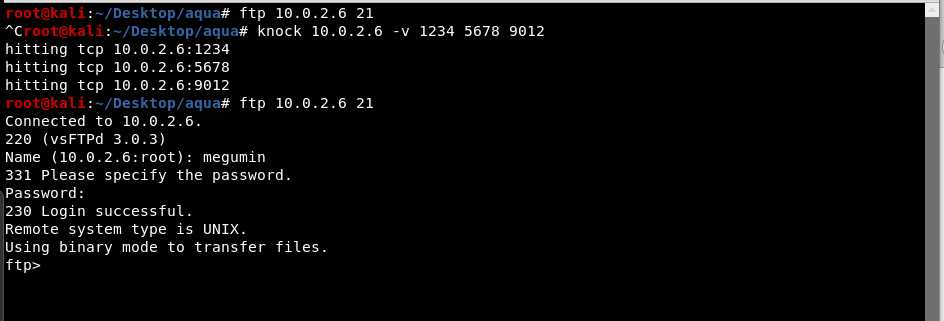 root@kali:~/Desktop/aqua# ftp 10.0.2.6 21
^Croot@kali:~/Desktop/aqua# knock 10.0.2.6 -v 1234 5678 9012
hitting tcp 10.0.2.6:1234
hitting tcp 10.0.2.6:5678
hitting tcp 10.0.2.6:9012
root@kali:~/Desktop/aqua# ftp 10.0.2.6 21
Connected to 10.0.2.6.
220 (vsFTPd 3.0.3)
Name (10.0.2.6:root): megumin
331 Please specify the password.
Password:
230 Login successful.
Remote system type is UNIX.
Using binary mode to transfer files.
ftp>